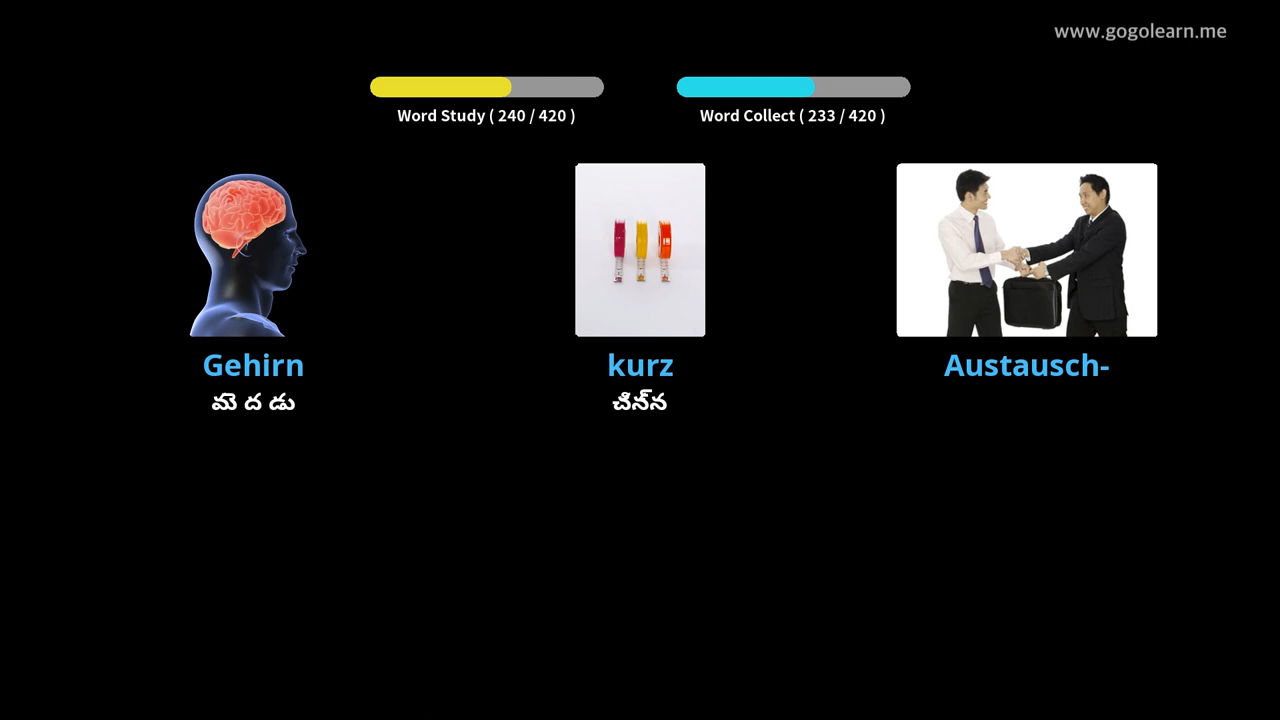 www.gogolearn.me
Word Study ( 240 / 420 )
Word Collect ( 233 / 420 )
Gehirn
kurz
Austausch-
మె ద డు
చిన్న